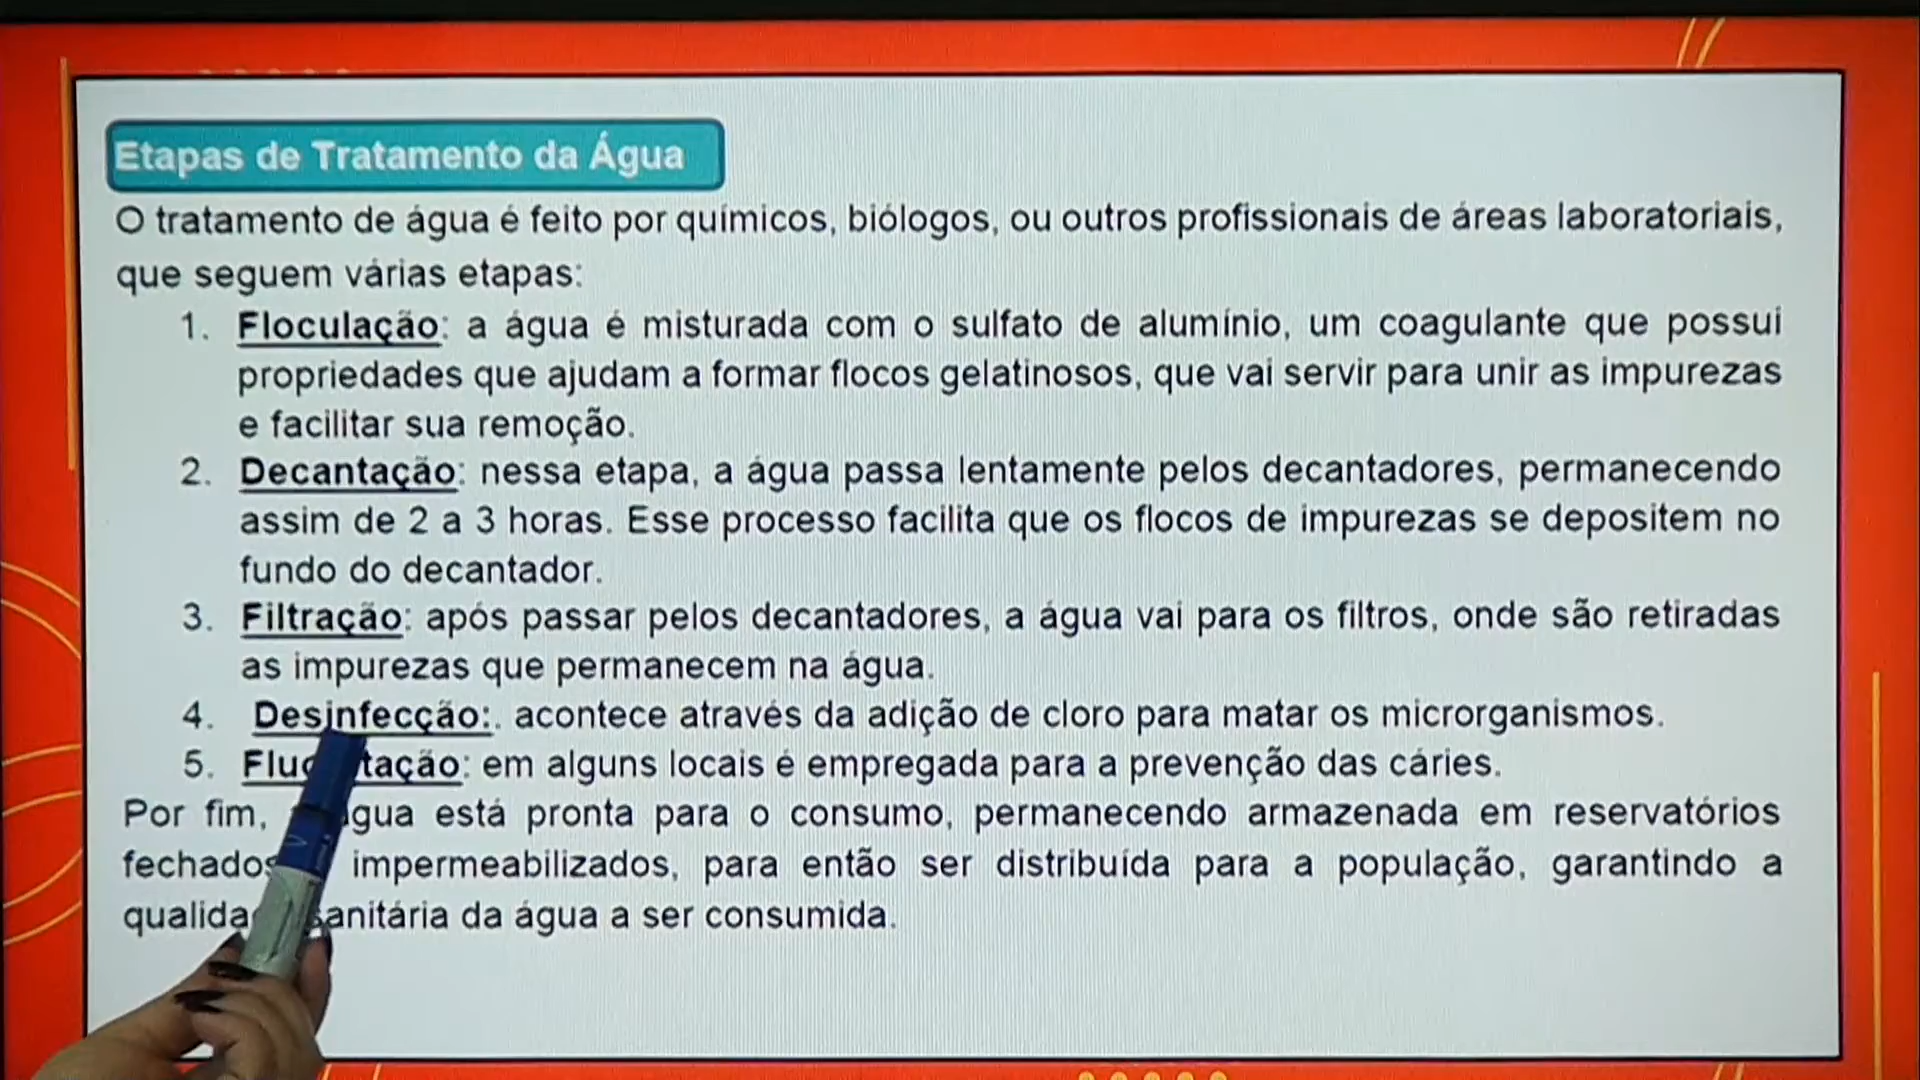 Etapas de Tratamento da Água
O tratamento de água é feito por químicos, biólogos, ou outros profissionais de áreas laboratoriais,
que seguem várias etapas:
1. Floculação: a água é misturada com o sulfato de alumínio, um coagulante que possui
propriedades que ajudam a formar flocos gelatinosos, que vai servir para unir as impurezas
e facilitar sua remoção.
2. Decantação: nessa etapa, a água passa lentamente pelos decantadores, permanecendo
assim de 2 a 3 horas. Esse processo facilita que os flocos de impurezas se depositem no
fundo do decantador.
3. Filtração: após passar pelos decantadores, a água vai para os filtros, onde são retiradas
as impurezas que permanecem na água.
4. Desinfecção:. acontece através da adição de cloro para matar os microrganismos.
5. : em alguns locais é empregada para a prevenção das cáries.
Por fim, água está pronta para o consumo, permanecendo armazenada em reservatórios
fechados impermeabilizados, para então ser distribuída para a população, garantindo a
qualidade sanitária da água a ser consumida.